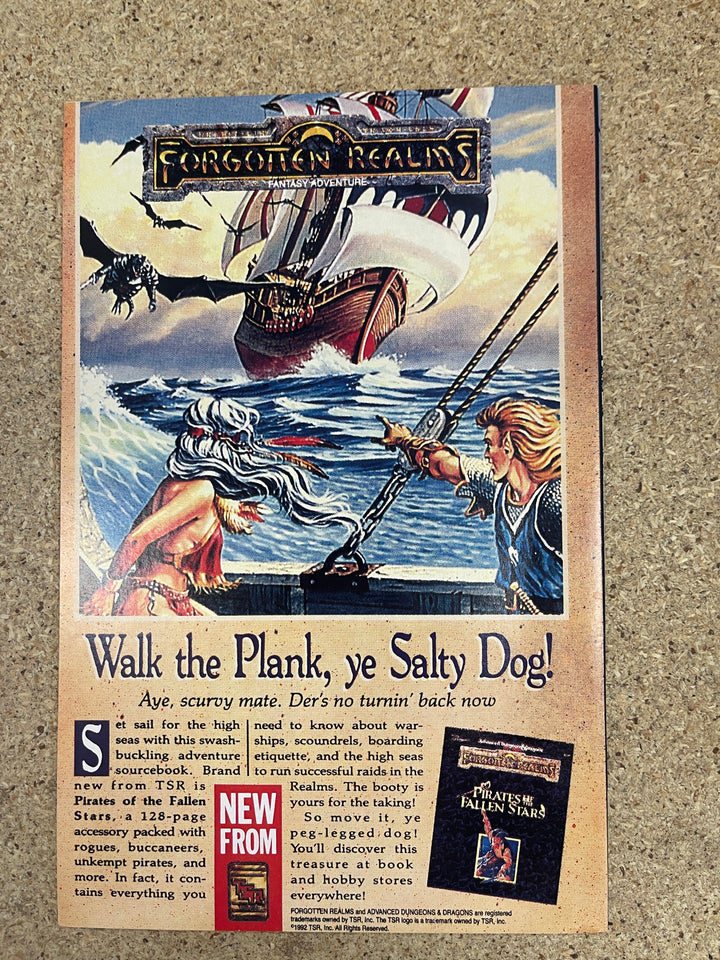 FORGOTTEN REALMS
FANTASY ADVENTURE
Walk the Plank, ye Salty Dog!
Aye, scurvy mate. Der's no turnin' back now
Set sail for the high
seas with this swash-
buckling adventure
sourcebook. Brand
new from TSR is
Pirates of the Fallen
Stars, a 128-page
accessory packed with
rogues, buccaneers,
unkempt pirates, and
more. In fact, it con-
tains everything you
need to know about war-
ships, scoundrels, boarding
etiquette, and the high seas
to run successful raids in the
Realms. The booty is
yours for the taking!
So move it, ye
peg-legged dog!
You'll discover this
treasure at book
and hobby stores
everywhere!
NEW
FROM
TSR
Advanced Dungeons & Dragons
FORGOTTEN REALMS
PIRATES OF THE
FALLEN STARS
FORGOTTEN REALMS and ADVANCED DUNGEONS & DRAGONS are registered
trademarks owned by TSR, Inc. The TSR logo is a trademark owned by TSR, Inc.
©1992 TSR, Inc. All Rights Reserved.